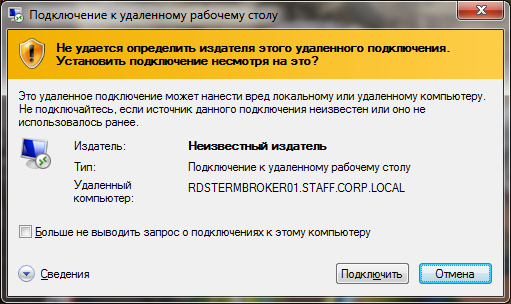 Подключение к удаленному рабочему столу
Не удается определить издателя этого удаленного подключения.
Установить подключение несмотря на это?
Это удаленное подключение может нанести вред локальному или удаленному компьютеру.
Не подключайтесь, если источник данного подключения неизвестен или оно не
использовалось ранее.
Издатель: Неизвестный издатель
Тип: Подключение к удаленному рабочему столу
Удаленный
компьютер: RDSTERMBROKER01.STAFF.CORP.LOCAL
Больше не выводить запрос о подключениях к этому компьютеру
Сведения Подключить Отмена